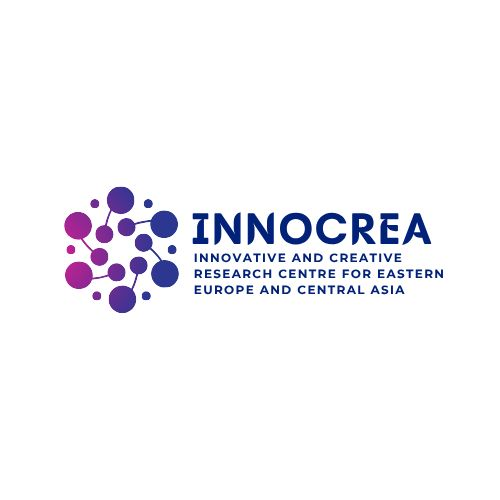 INNOCREA
INNOVATIVE AND CREATIVE
RESEARCH CENTRE FOR EASTERN
EUROPE AND CENTRAL ASIA